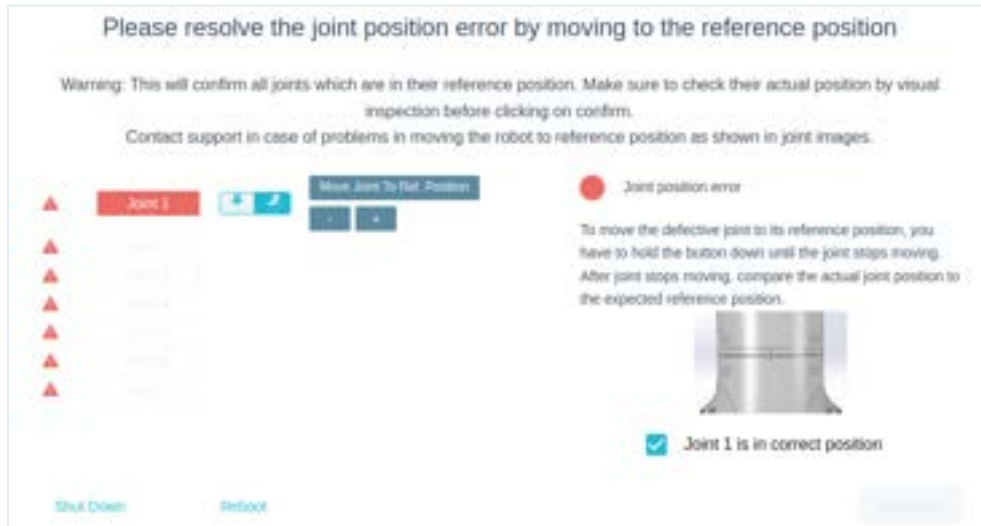 Please resolve the joint position error by moving to the reference position
Warning: This will confirm all joints which are in their reference position. Make sure to check their actual position by visual
inspection before clicking on confirm.
Contact support in case of problems in moving the robot to reference position as shown in joint images.
Move Joint To Ref. Position
Joint 1
- +
Joint position error
To move the defective joint to its reference position, you
have to hold the button down until the joint stops moving.
After joint stops moving, compare the actual joint position to
the expected reference position.
Joint 1 is in correct position
Shut Down
Reboot